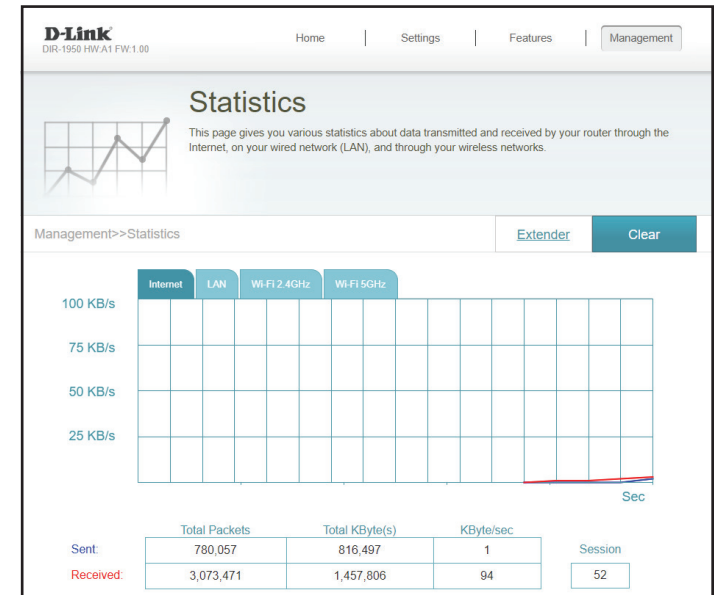 D-Link
DIR-1950 HW:A1 FW:1.00
Home | Settings | Features | Management
Statistics
This page gives you various statistics about data transmitted and received by your router through the
Internet, on your wired network (LAN), and through your wireless networks.
Management>>Statistics
Extender
Clear
Internet LAN Wi-Fi 2.4GHz Wi-Fi 5GHz
100 KB/s
75 KB/s
50 KB/s
25 KB/s
Sec
Total Packets Total KByte(s) KByte/sec
Sent: 780,057 816,497 1 Session
Received: 3,073,471 1,457,806 94 52